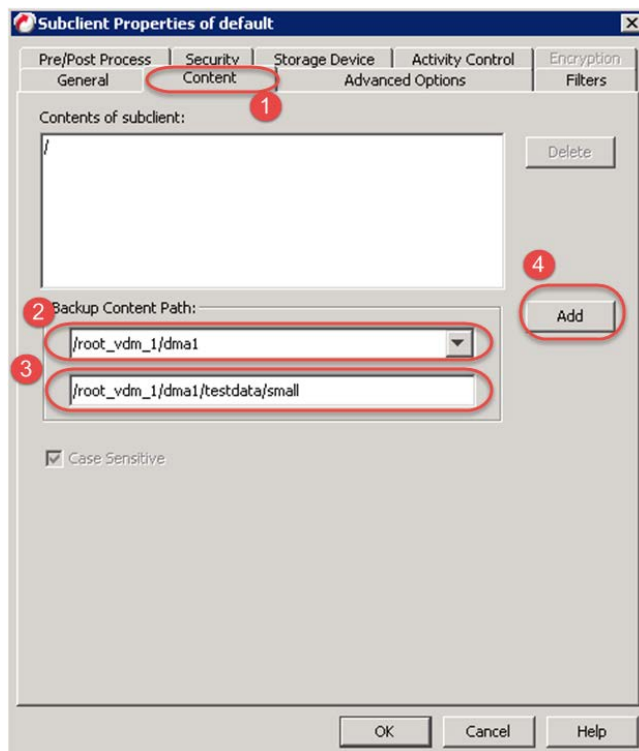 Subclient Properties of default
Pre/Post Process Security Storage Device Activity Control Encryption
General Content Advanced Options Filters
1
Contents of subclient:
/
Delete
4
Add
Backup Content Path:
2
/root_vdm_1/dma1
3
/root_vdm_1/dma1/testdata/small
Case Sensitive
OK Cancel Help